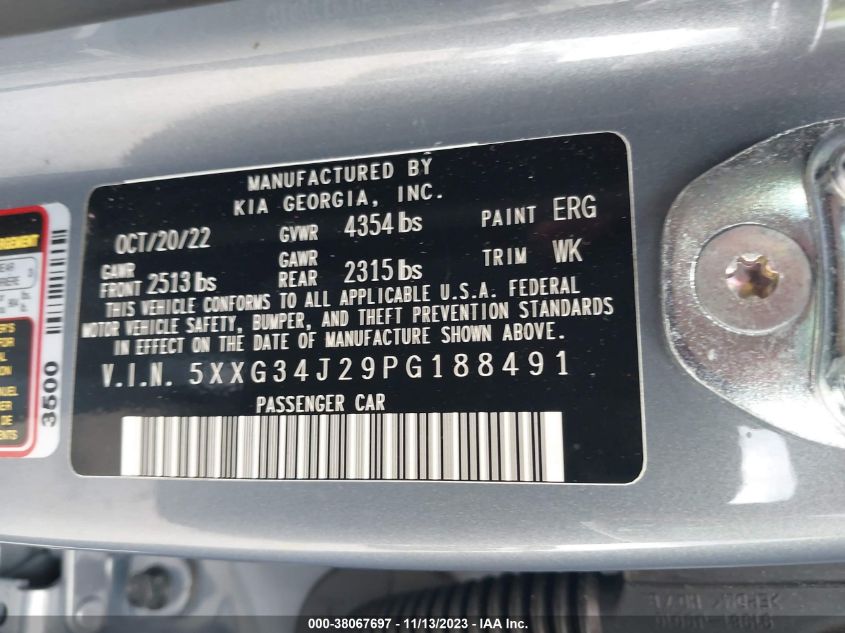 MANUFACTURED BY
KIA GEORGIA, INC.
OCT/20/22 GVWR 4354 lbs PAINT ERG
GAWR FRONT 2513 lbs GAWR REAR 2315 lbs TRIM WK
THIS VEHICLE CONFORMS TO ALL APPLICABLE U.S.A. FEDERAL
MOTOR VEHICLE SAFETY, BUMPER, AND THEFT PREVENTION STANDARDS
IN EFFECT ON THE DATE OF MANUFACTURE SHOWN ABOVE.
V.I.N. 5XXG34J29PG188491
PASSENGER CAR
3500
000-38067697 - 11/13/2023 - IAAI.COM